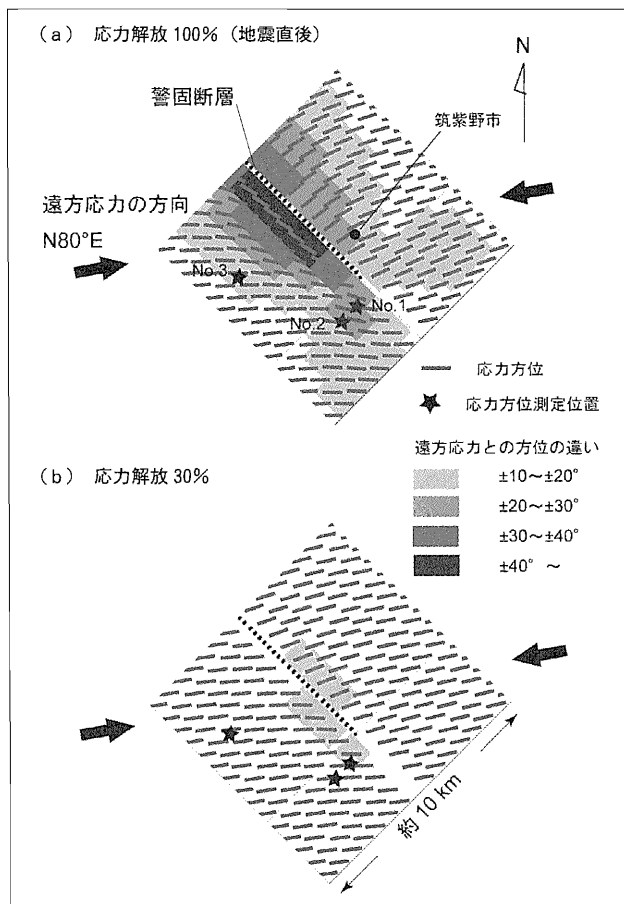 (a) 応力解放 100% (地震直後)
N
警固断層
筑紫野市
遠方応力の方向
N80°E
No.3
No.1
No.2
応力方位
応力方位測定位置
遠方応力との方位の違い
±10～±20°
±20～±30°
±30～±40°
±40° ～
(b) 応力解放 30%
約 10 km